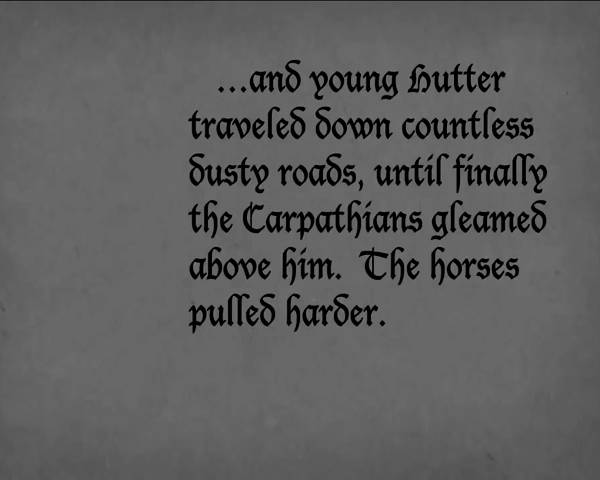 ...and young Hutter
traveled down countless
dusty roads, until finally
the Carpathians gleamed
above him. The horses
pulled harder.